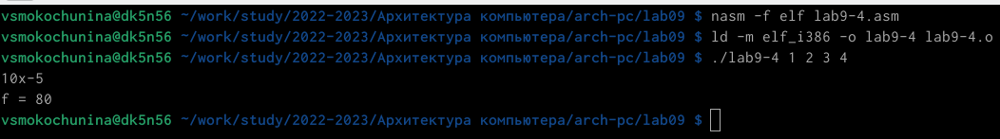 vsmokochunina@dk5n56 ~/work/study/2022-2023/Архитектура компьютера/arch-pc/lab09 $ nasm -f elf lab9-4.asm
vsmokochunina@dk5n56 ~/work/study/2022-2023/Архитектура компьютера/arch-pc/lab09 $ ld -m elf_i386 -o lab9-4 lab9-4.o
vsmokochunina@dk5n56 ~/work/study/2022-2023/Архитектура компьютера/arch-pc/lab09 $ ./lab9-4 1 2 3 4
10x-5
f = 80
vsmokochunina@dk5n56 ~/work/study/2022-2023/Архитектура компьютера/arch-pc/lab09 $